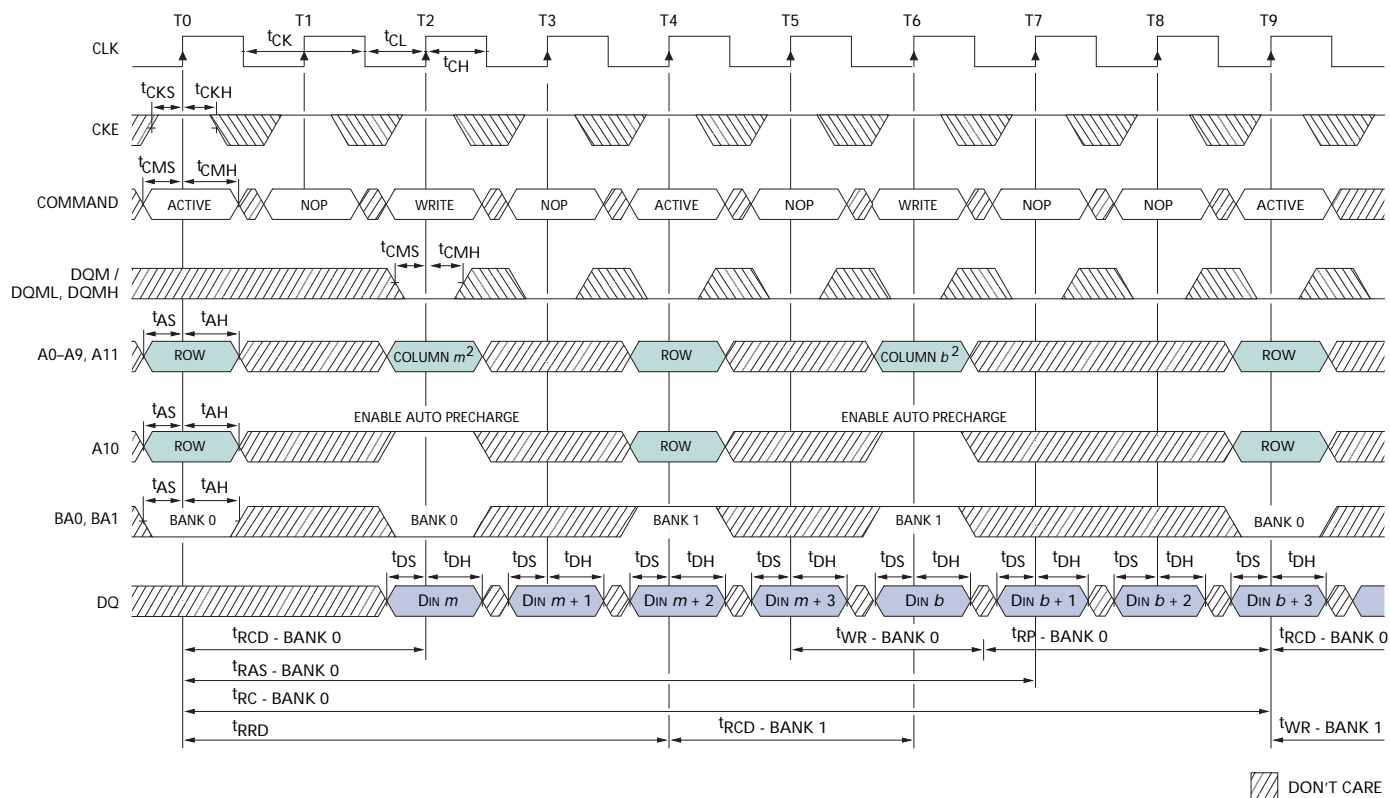 T0 T1 T2 T3 T4 T5 T6 T7 T8 T9
CLK tCK tCL tCH
tCKS tCKH
CKE
tCMS tCMH
COMMAND ACTIVE NOP WRITE NOP ACTIVE NOP WRITE NOP NOP ACTIVE
tCMS tCMH
DQM /
DQML, DQMH
tAS tAH
A0–A9, A11 ROW COLUMN m² ROW COLUMN b² ROW
tAS tAH ENABLE AUTO PRECHARGE ENABLE AUTO PRECHARGE
A10 ROW ROW ROW
tAS tAH
BA0, BA1 BANK 0 BANK 0 BANK 1 BANK 1 BANK 0
tDS tDH tDS tDH tDS tDH tDS tDH tDS tDH tDS tDH tDS tDH tDS tDH
DQ DIN m DIN m + 1 DIN m + 2 DIN m + 3 DIN b DIN b + 1 DIN b + 2 DIN b + 3
tRCD - BANK 0 tWR - BANK 0 tRP - BANK 0 tRCD - BANK 0
tRAS - BANK 0
tRC - BANK 0
tRRD tRCD - BANK 1 tWR - BANK 1
DON'T CARE